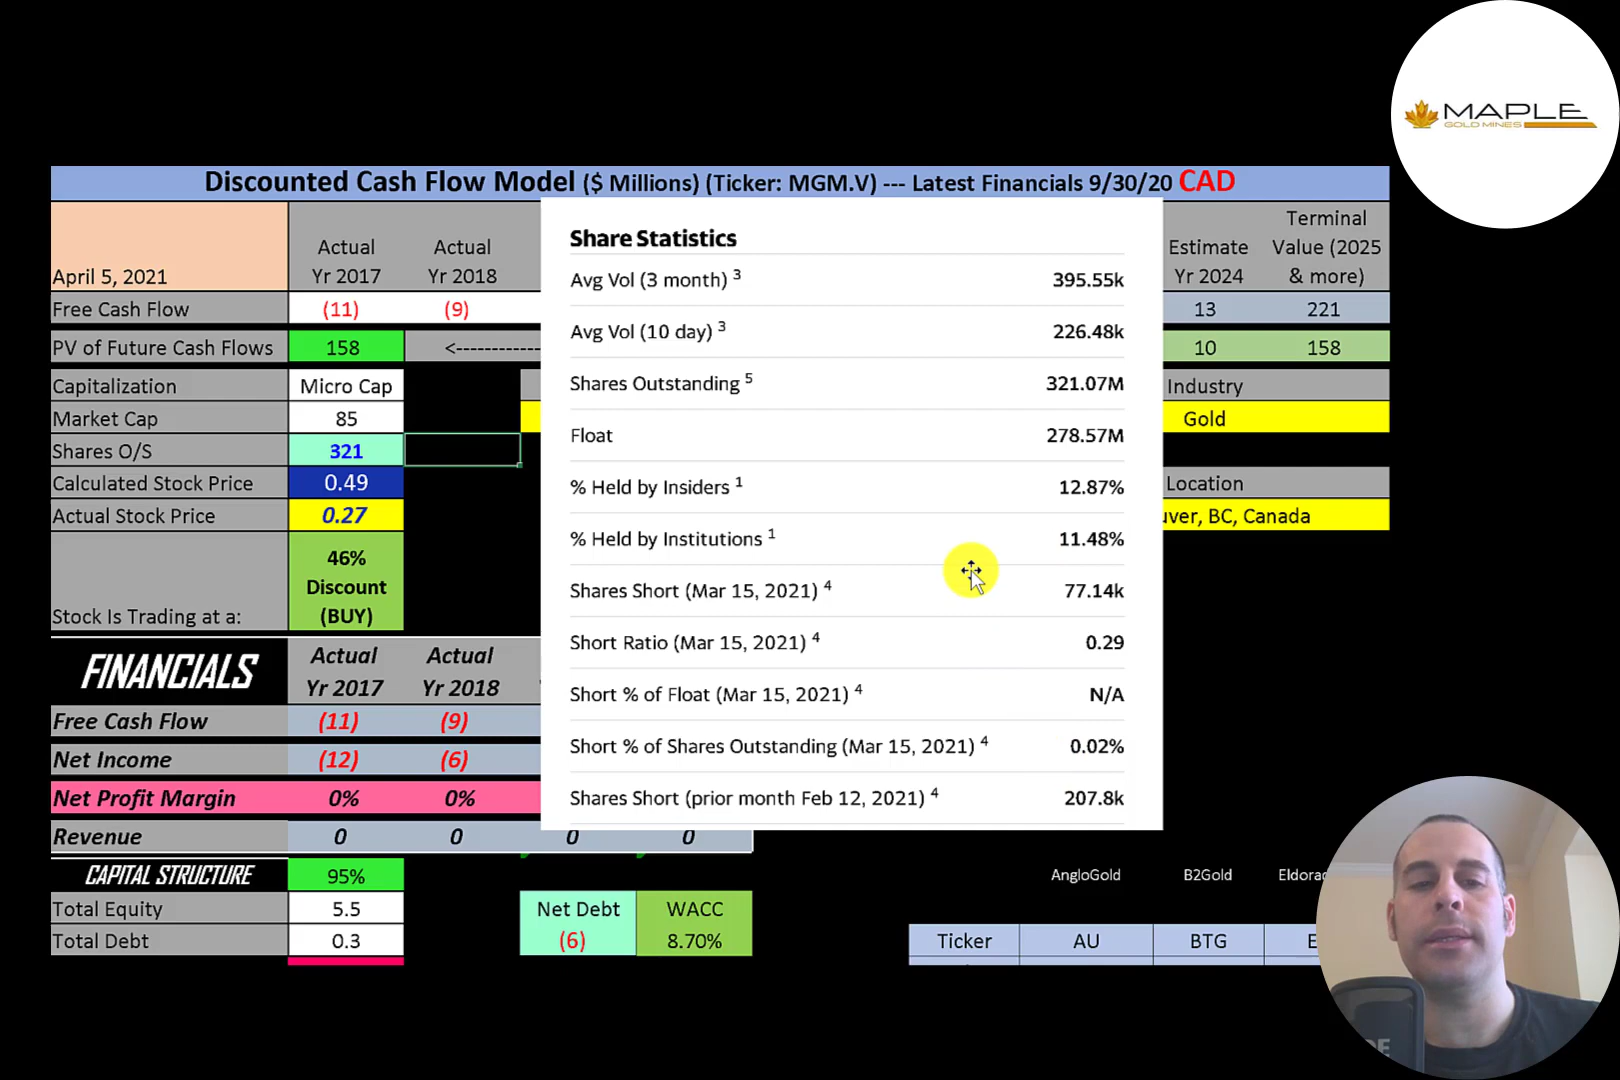 MAPLE
GOLD MINES
Discounted Cash Flow Model ($ Millions) (Ticker: MGM.V) --- Latest Financials 9/30/20 CAD
April 5, 2021
Actual
Yr 2017
Actual
Yr 2018
Estimate
Yr 2024
Terminal
Value (2025
& more)
Free Cash Flow (11) (9) 13 221
PV of Future Cash Flows 158 <----------- 10 158
Capitalization Micro Cap Industry
Market Cap 85 Gold
Shares O/S 321
Calculated Stock Price 0.49 Location
Actual Stock Price 0.27 uver, BC, Canada
Stock Is Trading at a:
46%
Discount
(BUY)
Share Statistics
Avg Vol (3 month) 3 395.55k
Avg Vol (10 day) 3 226.48k
Shares Outstanding 5 321.07M
Float 278.57M
% Held by Insiders 1 12.87%
% Held by Institutions 1 11.48%
Shares Short (Mar 15, 2021) 4 77.14k
Short Ratio (Mar 15, 2021) 4 0.29
Short % of Float (Mar 15, 2021) 4 N/A
Short % of Shares Outstanding (Mar 15, 2021) 4 0.02%
Shares Short (prior month Feb 12, 2021) 4 207.8k
FINANCIALS
Actual
Yr 2017
Actual
Yr 2018
Free Cash Flow (11) (9)
Net Income (12) (6)
Net Profit Margin 0% 0%
Revenue 0 0 0 0
CAPITAL STRUCTURE 95%
Total Equity 5.5
Total Debt 0.3
Net Debt WACC
(6) 8.70%
AngloGold B2Gold
Ticker AU BTG E